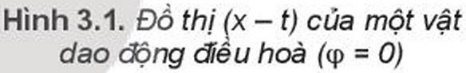 Hình 3.1. Đồ thị (x – t) của một vật
dao động điều hoà (φ = 0)